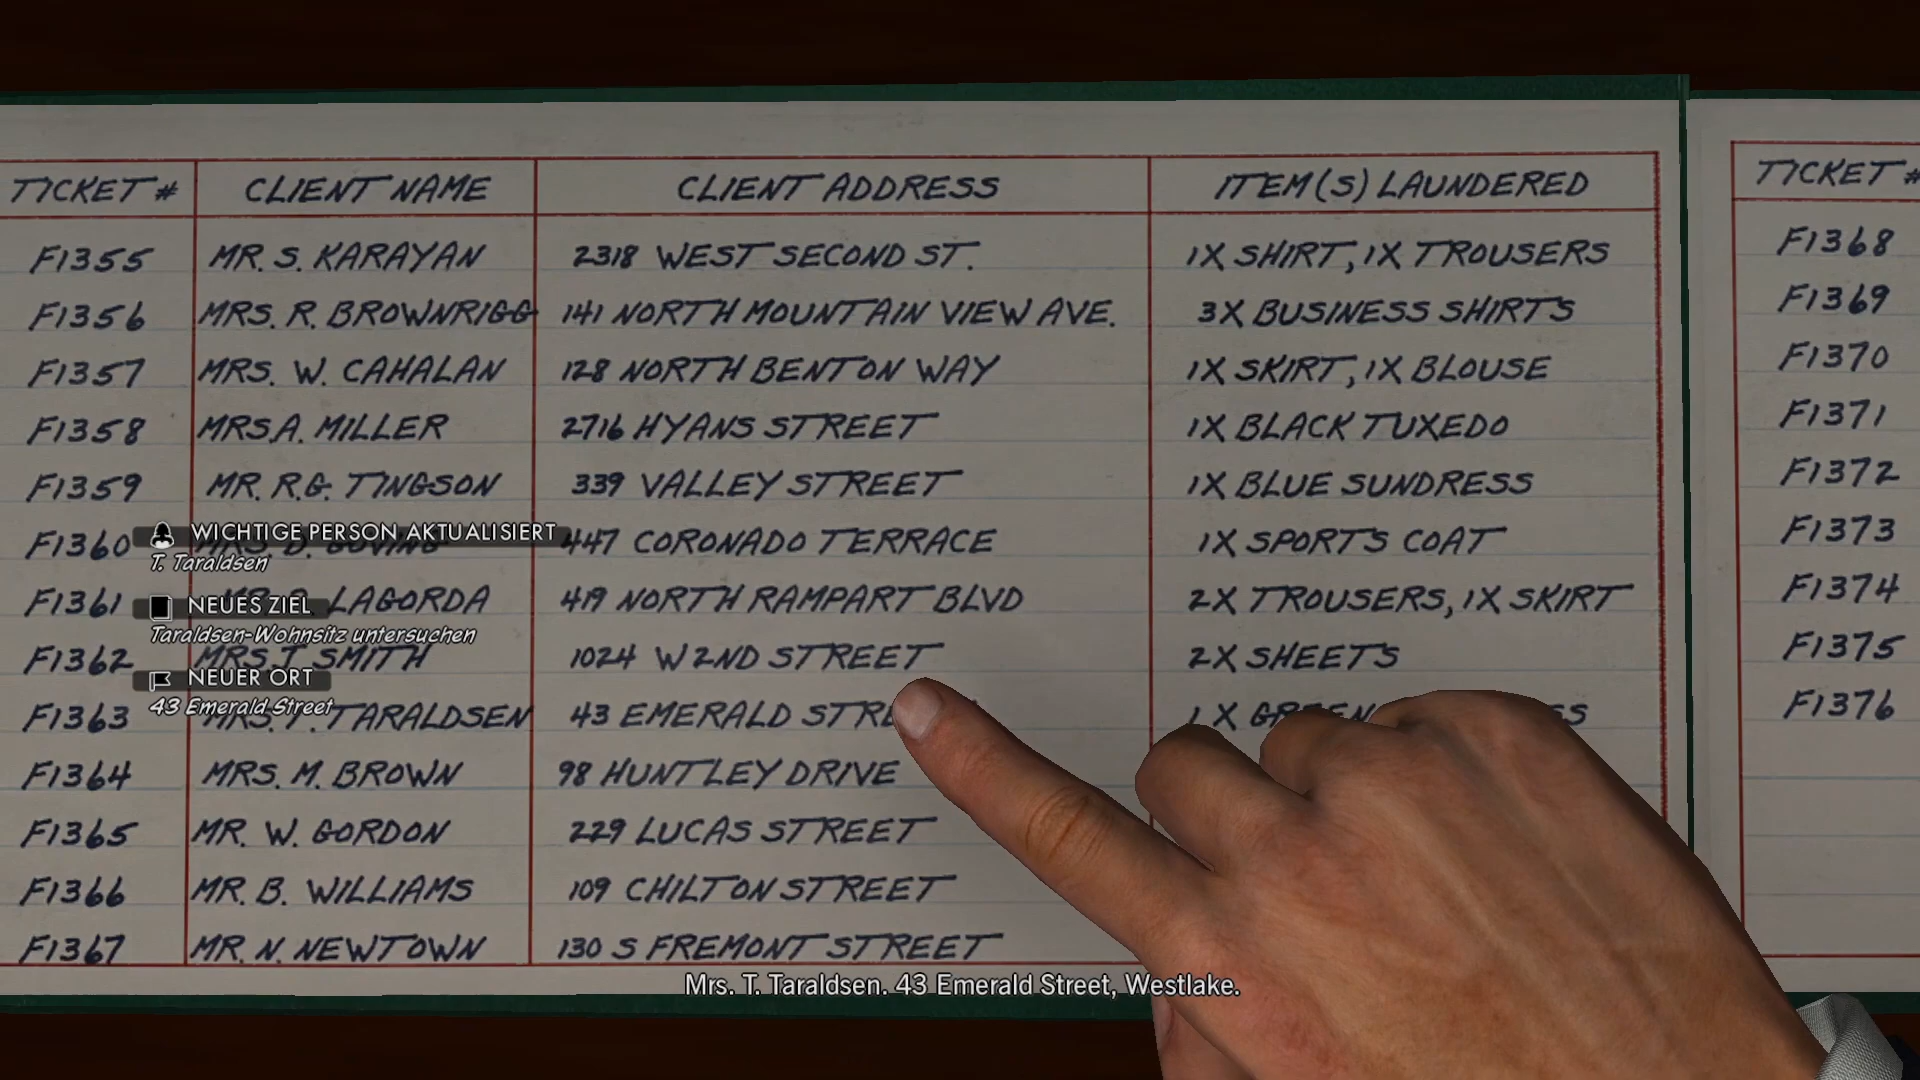 TICKET # CLIENT NAME CLIENT ADDRESS ITEM(S) LAUNDERED
F1355 MR. S. KARAYAN 2318 WEST SECOND ST. 1X SHIRT, 1X TROUSERS
F1356 MRS. R. BROWNRIGG 141 NORTH MOUNTAIN VIEW AVE. 3X BUSINESS SHIRTS
F1357 MRS. W. CAHALAN 128 NORTH BENTON WAY 1X SKIRT, 1X BLOUSE
F1358 MRS.A. MILLER 2716 HYANS STREET 1X BLACK TUXEDO
F1359 MR. R.G. TINGSON 339 VALLEY STREET 1X BLUE SUNDRESS
F1360 447 CORONADO TERRACE 1X SPORTS COAT
WICHTIGE PERSON AKTUALISIERT
T. Taraldsen
F1361 LAGORDA 419 NORTH RAMPART BLVD 2X TROUSERS, 1X SKIRT
NEUES ZIEL
Taraldsen-Wohnsitz untersuchen
F1362 MRS.J. SMITH 1024 W 2ND STREET 2X SHEETS
NEUER ORT
43 Emerald Street
F1363 MRS. T. TARALDSEN 43 EMERALD 1 X
F1364 MRS. M. BROWN 98 HUNTLEY DRIVE
F1365 MR. W. GORDON 229 LUCAS STREET
F1366 MR. B. WILLIAMS 109 CHILTON STREET
F1367 MR. N. NEWTOWN 130 S FREMONT STREET
TICKET #
F1368
F1369
F1370
F1371
F1372
F1373
F1374
F1375
F1376
Mrs. T. Taraldsen. 43 Emerald Street, Westlake.